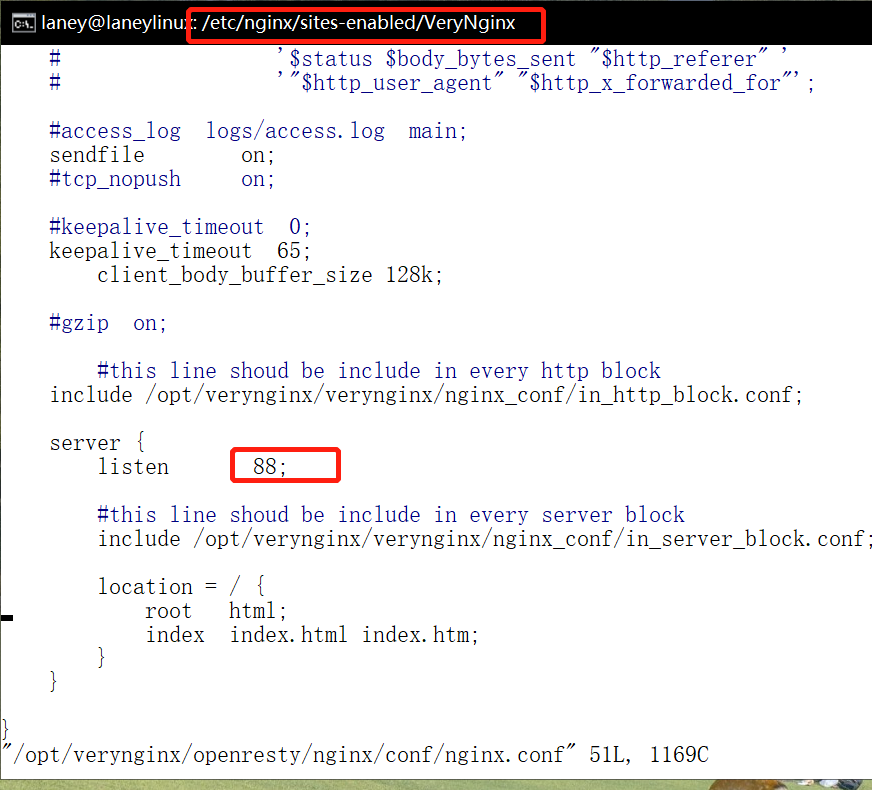 laney@laneylinux: /etc/nginx/sites-enabled/VeryNginx
#                  '$status $body_bytes_sent "$http_referer" '
#                  '"$http_user_agent" "$http_x_forwarded_for"';
#access_log  logs/access.log  main;
sendfile        on;
#tcp_nopush     on;
#keepalive_timeout  0;
keepalive_timeout  65;
client_body_buffer_size 128k;
#gzip  on;
#this line shoud be include in every http block
include /opt/verynginx/verynginx/nginx_conf/in_http_block.conf;
server {
listen       88;
#this line shoud be include in every server block
include /opt/verynginx/verynginx/nginx_conf/in_server_block.conf;
location = / {
root   html;
index  index.html index.htm;
}
}
}
"/opt/verynginx/openresty/nginx/conf/nginx.conf" 51L, 1169C